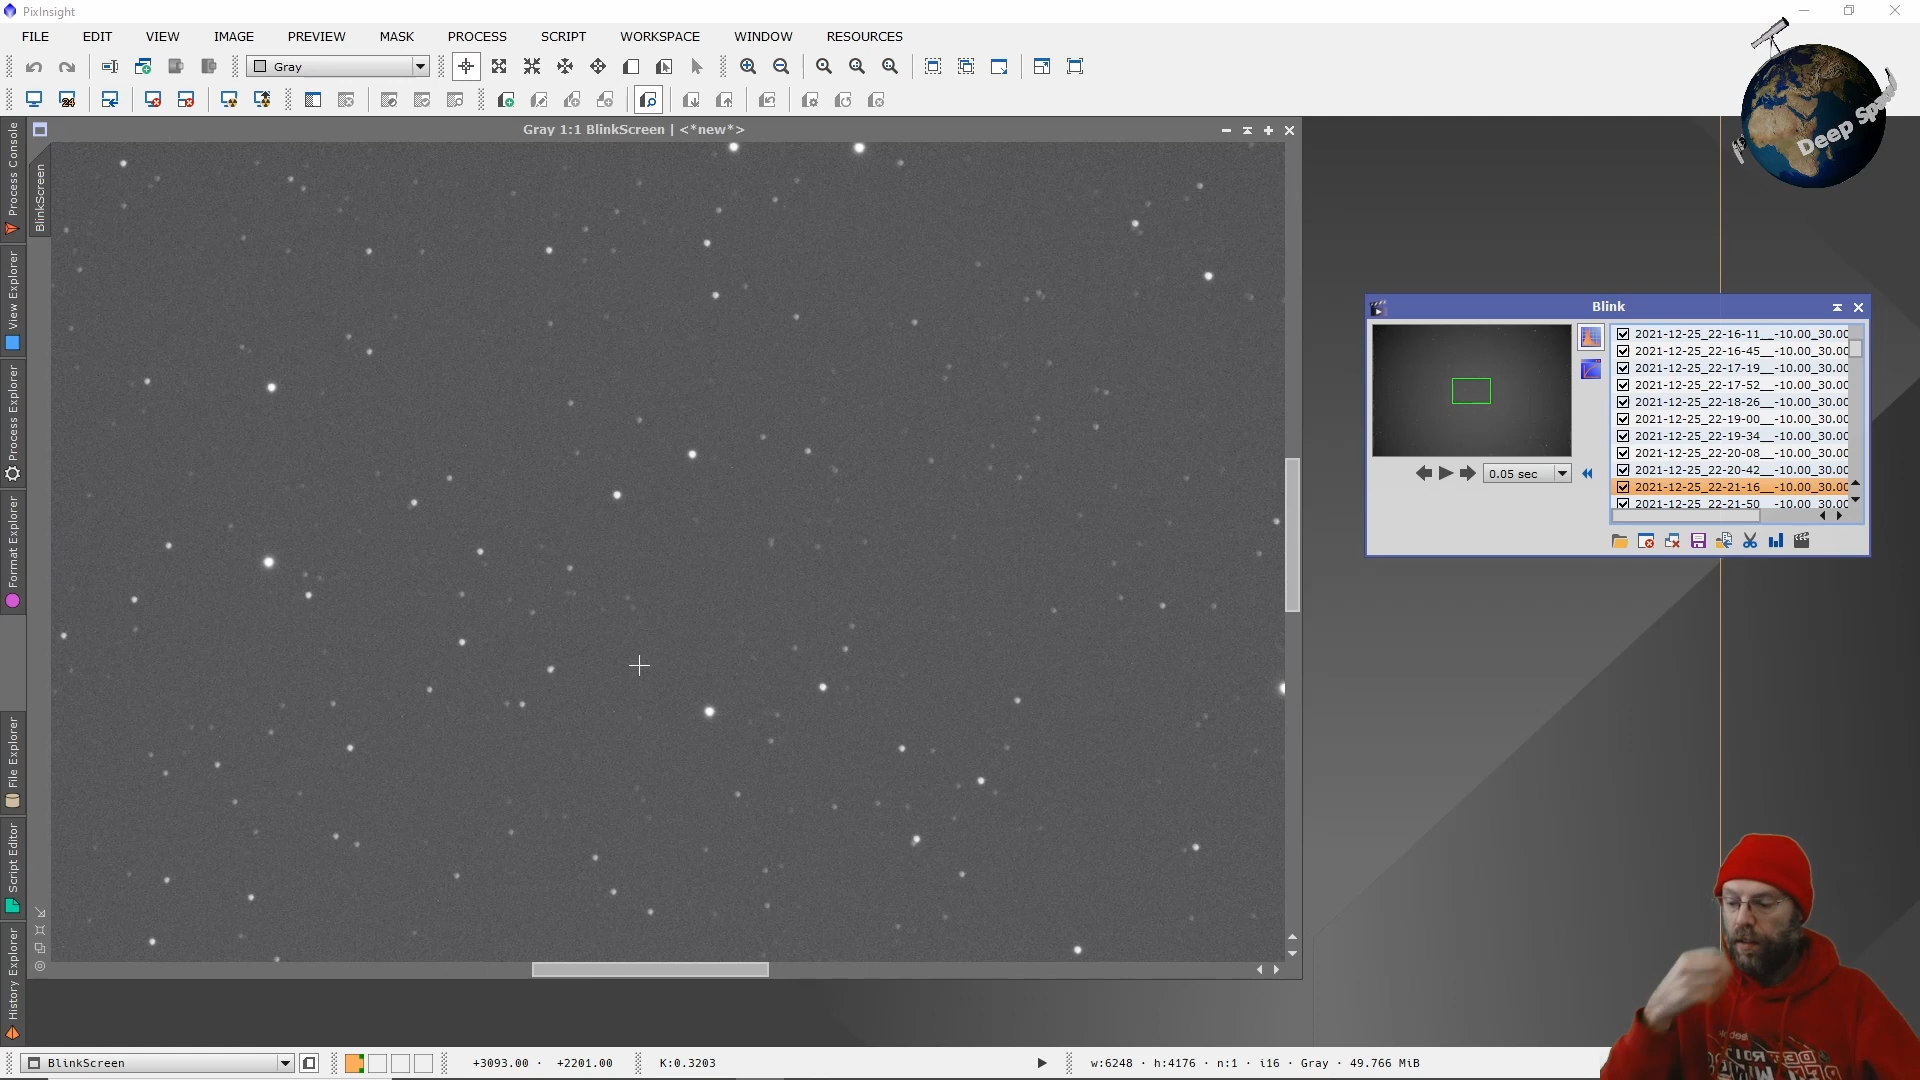 PixInsight
FILE EDIT VIEW IMAGE PREVIEW MASK PROCESS SCRIPT WORKSPACE WINDOW RESOURCES
Gray
24
Gray 1:1 BlinkScreen | <*new*>
BlinkScreen
Process Console
View Explorer
Process Explorer
Format Explorer
File Explorer
Script Editor
History Explorer
Deep Spa
Blink
2021-12-25_22-16-11__-10.00_30.00
2021-12-25_22-16-45__-10.00_30.00
2021-12-25_22-17-19__-10.00_30.00
2021-12-25_22-17-52__-10.00_30.00
2021-12-25_22-18-26__-10.00_30.00
2021-12-25_22-19-00__-10.00_30.00
2021-12-25_22-19-34__-10.00_30.00
2021-12-25_22-20-08__-10.00_30.00
2021-12-25_22-20-42__-10.00_30.00
2021-12-25_22-21-16__-10.00_30.00
2021-12-25_22-21-50__-10.00_30.00
0.05 sec
BlinkScreen
+3093.00 · +2201.00
K:0.3203
w:6248 · h:4176 · n:1 · i16 · Gray · 49.766 MiB